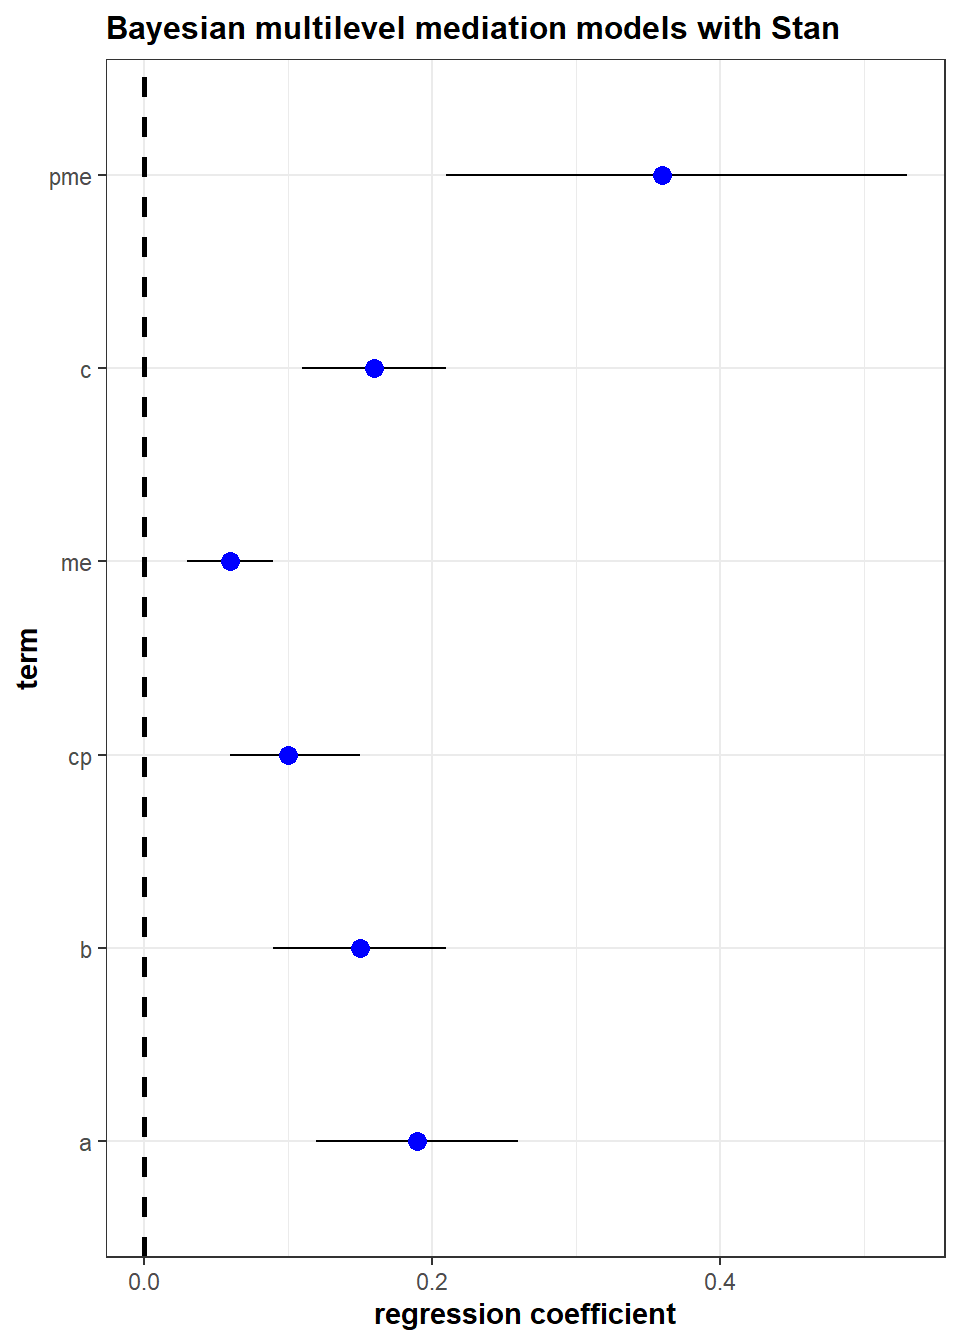 Bayesian multilevel mediation models with Stan
pme
c
me
cp
b
a
term
0.0
0.2
0.4
regression coefficient